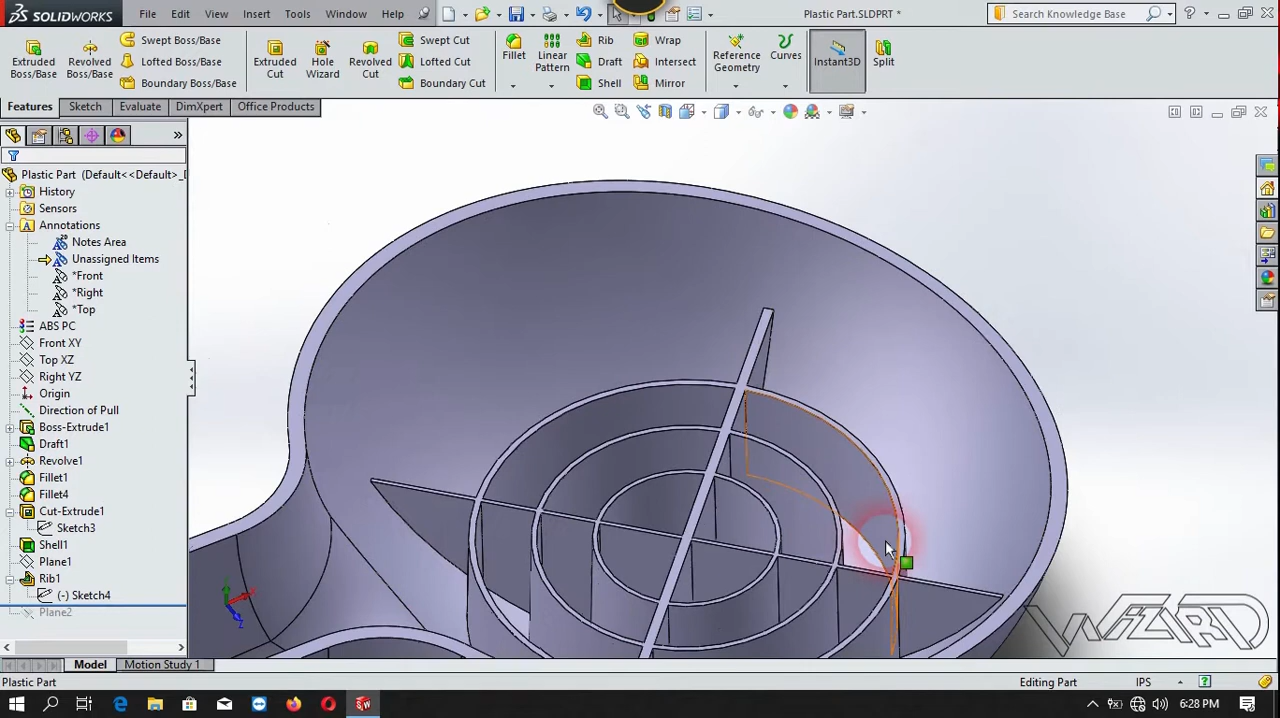 SOLIDWORKS
File Edit View Insert Tools Window Help
Plastic Part.SLDPRT *
Search Knowledge Base
Extruded Boss/Base
Revolved Boss/Base
Swept Boss/Base
Lofted Boss/Base
Boundary Boss/Base
Extruded Cut
Hole Wizard
Revolved Cut
Swept Cut
Lofted Cut
Boundary Cut
Fillet
Linear Pattern
Rib
Draft
Shell
Wrap
Intersect
Mirror
Reference Geometry
Curves
Instant3D
Split
Features Sketch Evaluate DimXpert Office Products
Plastic Part (Default<<Default>_D
History
Sensors
Annotations
Notes Area
Unassigned Items
*Front
*Right
*Top
ABS PC
Front XY
Top XZ
Right YZ
Origin
Direction of Pull
Boss-Extrude1
Draft1
Revolve1
Fillet1
Fillet4
Cut-Extrude1
Sketch3
Shell1
Plane1
Rib1
(-) Sketch4
Plane2
WIZARD
Model Motion Study 1
Plastic Part
Editing Part
IPS
6:28 PM